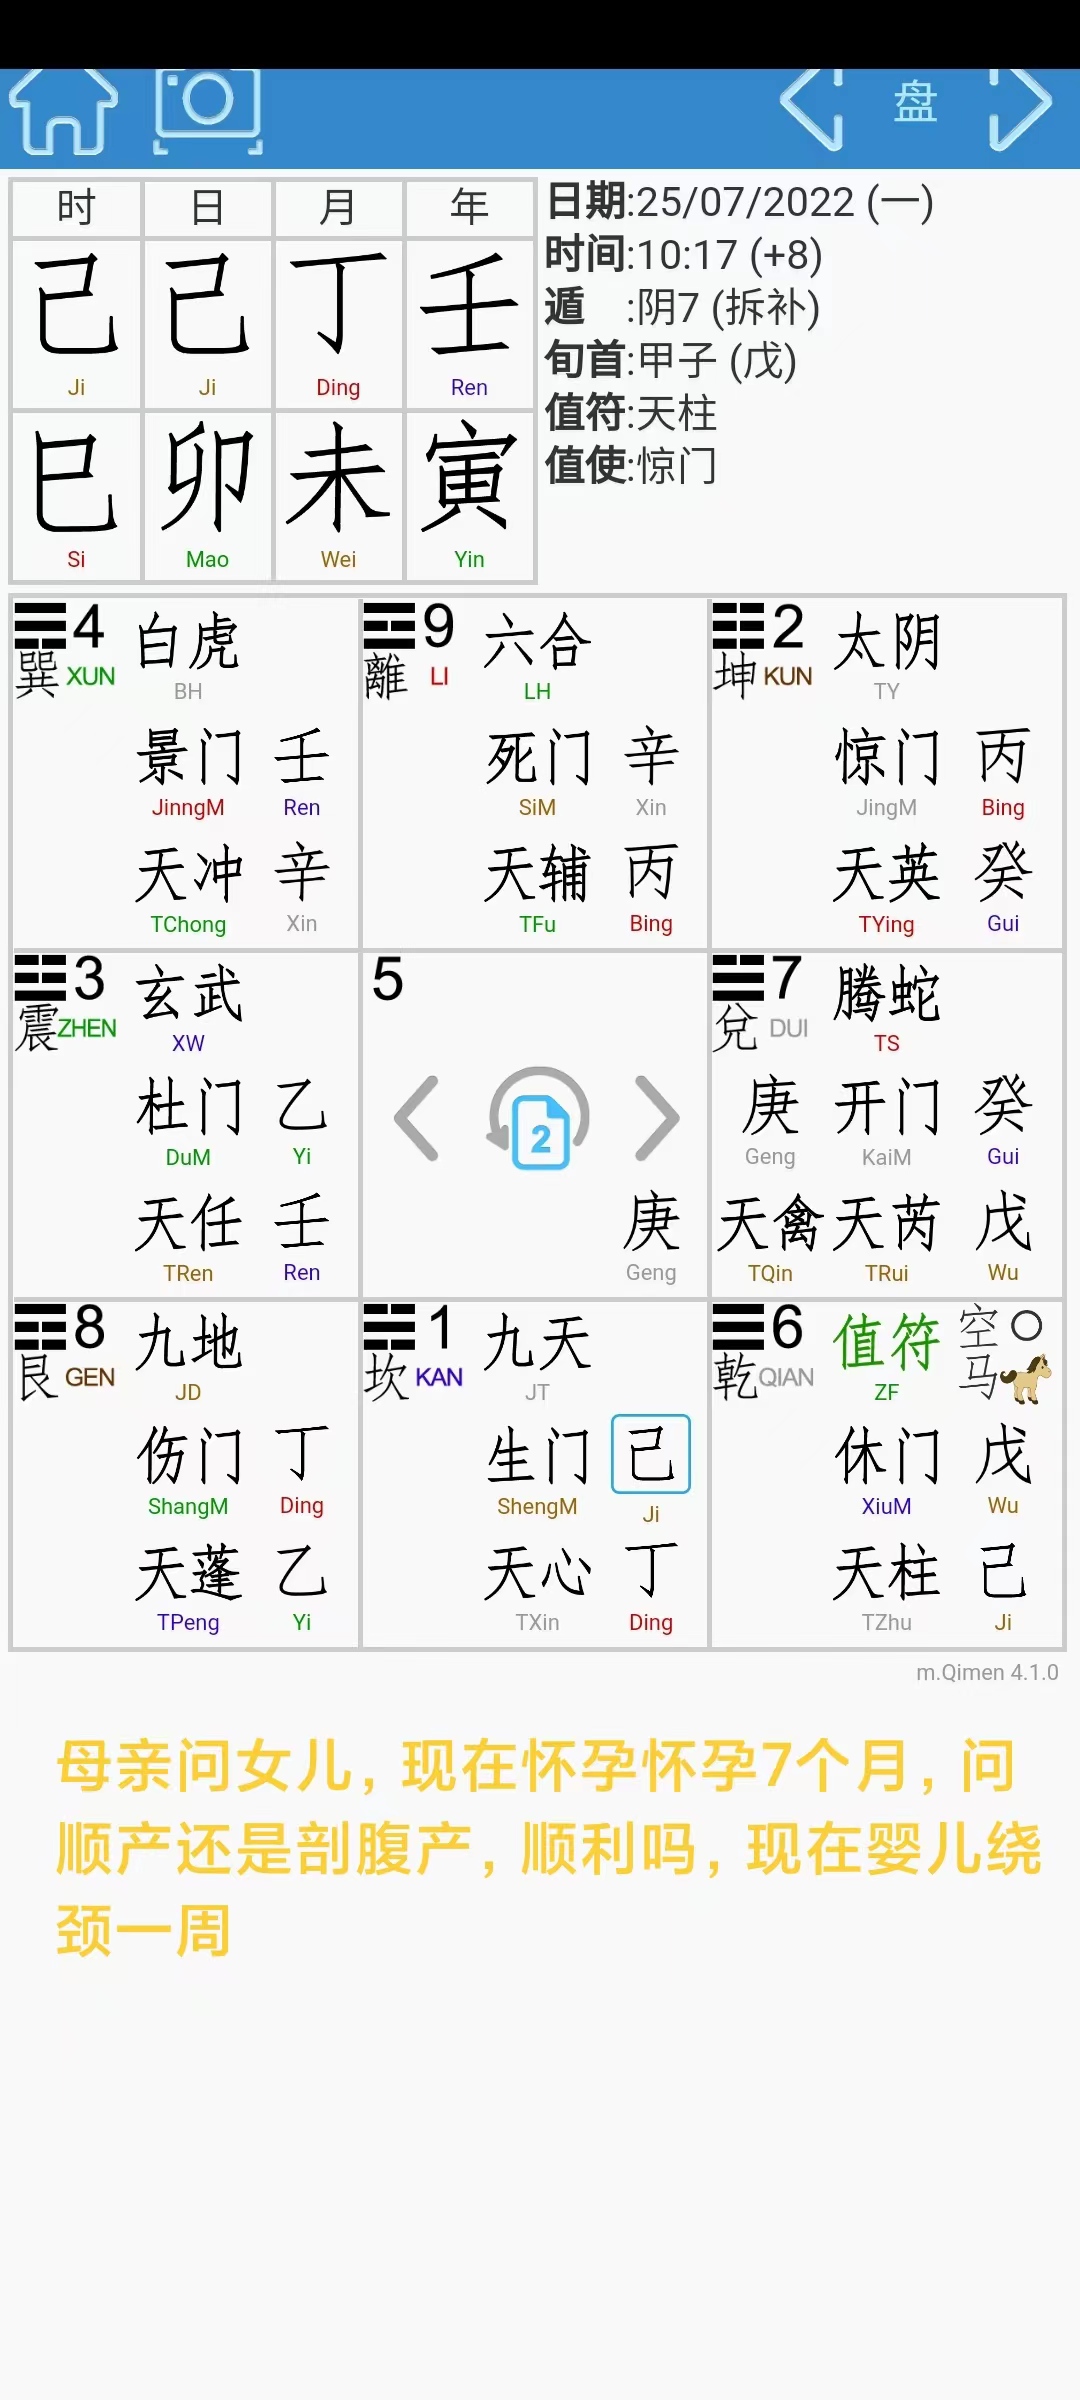 盘
时 日 月 年
己 己 丁 壬
Ji Ji Ding Ren
巳 卯 未 寅
Si Mao Wei Yin
日期:25/07/2022 (一)
时间:10:17 (+8)
遁 :阴7 (拆补)
旬首:甲子 (戊)
值符:天柱
值使:惊门
4 白虎
巽 XUN BH
景门 壬
JinngM Ren
天冲 辛
TChong Xin
9 六合
離 LI LH
死门 辛
SiM Xin
天辅 丙
TFu Bing
2 太阴
坤 KUN TY
惊门 丙
JingM Bing
天英 癸
TYing Gui
3 玄武
震 ZHEN XW
杜门 乙
DuM Yi
天任 壬
TRen Ren
5
2
庚
Geng
7 腾蛇
兌 DUI TS
庚 开门 癸
Geng KaiM Gui
天禽 天芮 戊
TQin TRui Wu
8 九地
艮 GEN JD
伤门 丁
ShangM Ding
天蓬 乙
TPeng Yi
1 九天
坎 KAN JT
生门 己
ShengM Ji
天心 丁
TXin Ding
6 值符 空
乾 QIAN ZF 马
休门 戊
XiuM Wu
天柱 己
TZhu Ji
m.Qimen 4.1.0
母亲问女儿，现在怀孕怀孕7个月，问
顺产还是剖腹产，顺利吗，现在婴儿绕
颈一周